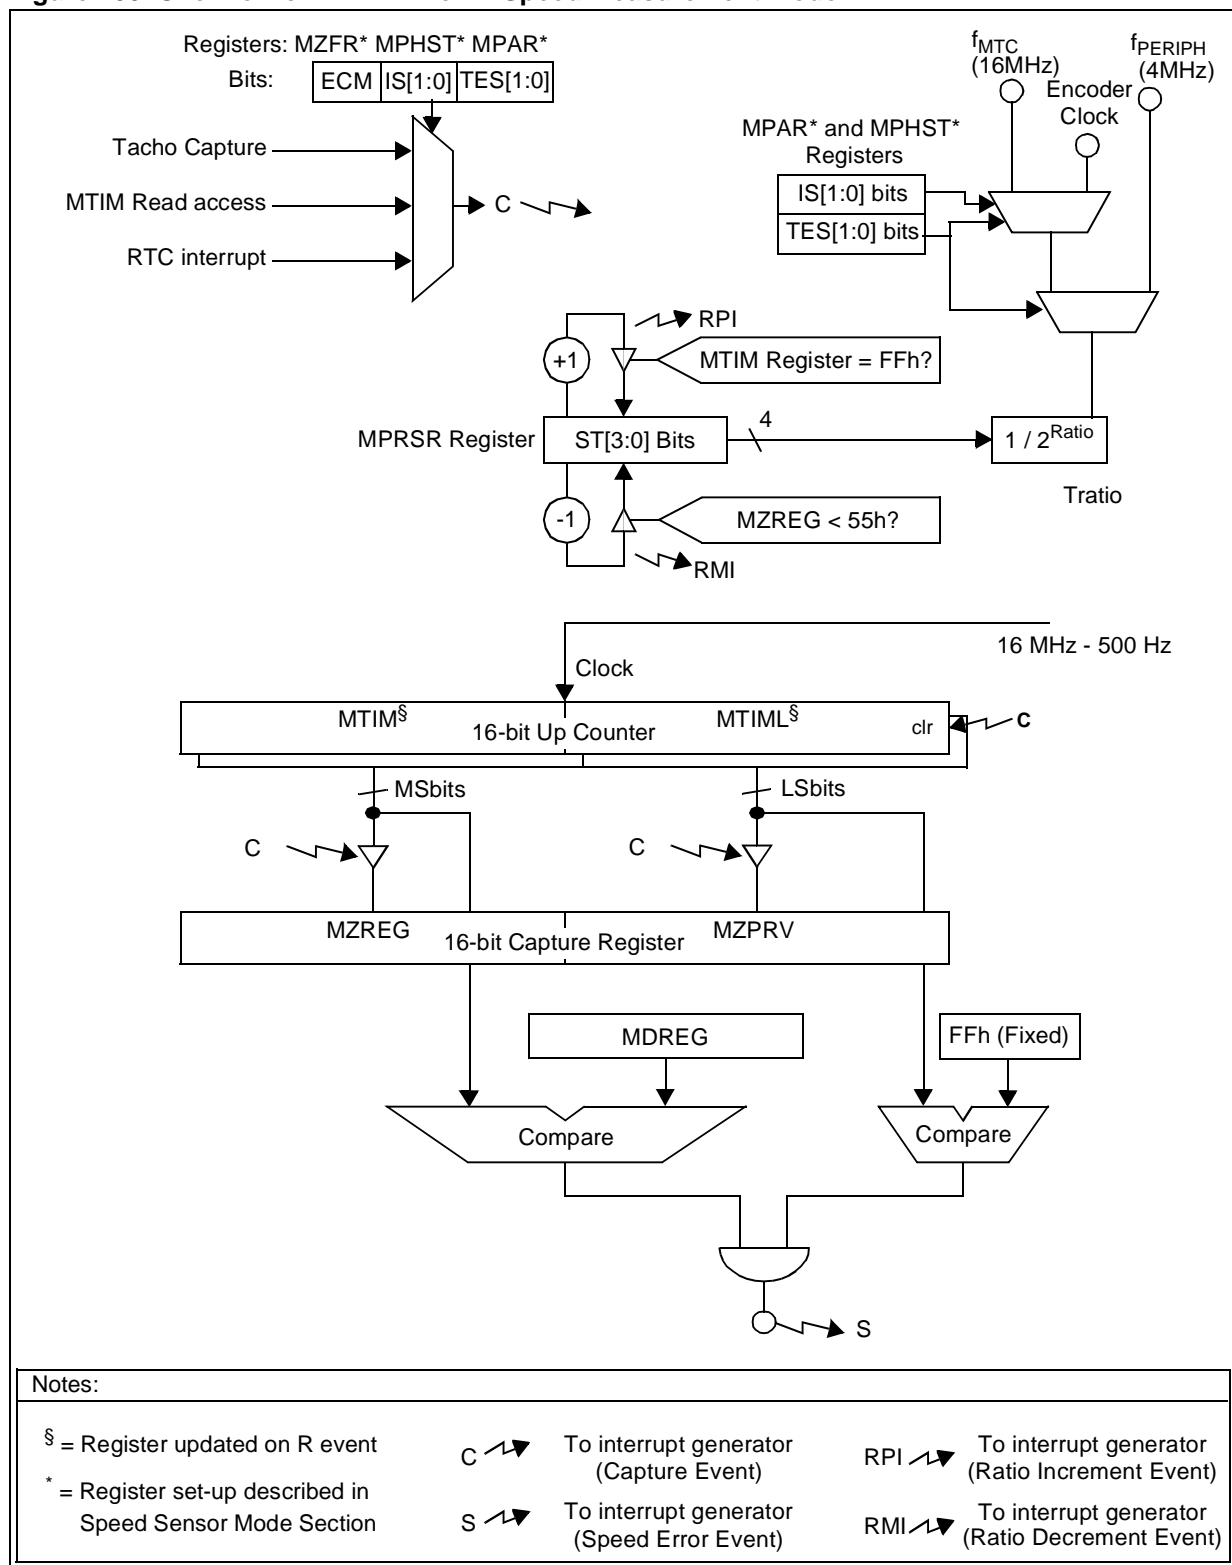 Registers: MZFR* MPHST* MPAR*
Bits: ECM IS[1:0] TES[1:0]
Tacho Capture
MTIM Read access
RTC interrupt
C
fMTC
(16MHz)
fPERIPH
(4MHz)
Encoder
Clock
MPAR* and MPHST*
Registers
IS[1:0] bits
TES[1:0] bits
RPI
+1
MTIM Register = FFh?
MPRSR Register
ST[3:0] Bits
4
1 / 2^Ratio
Tratio
-1
MZREG < 55h?
RMI
16 MHz - 500 Hz
Clock
MTIM§
MTIML§
16-bit Up Counter
clr
C
MSbits
LSbits
C
C
MZREG
MZPRV
16-bit Capture Register
MDREG
FFh (Fixed)
Compare
Compare
S
Notes:
§ = Register updated on R event
* = Register set-up described in
Speed Sensor Mode Section
C
To interrupt generator
(Capture Event)
S
To interrupt generator
(Speed Error Event)
RPI
To interrupt generator
(Ratio Increment Event)
RMI
To interrupt generator
(Ratio Decrement Event)